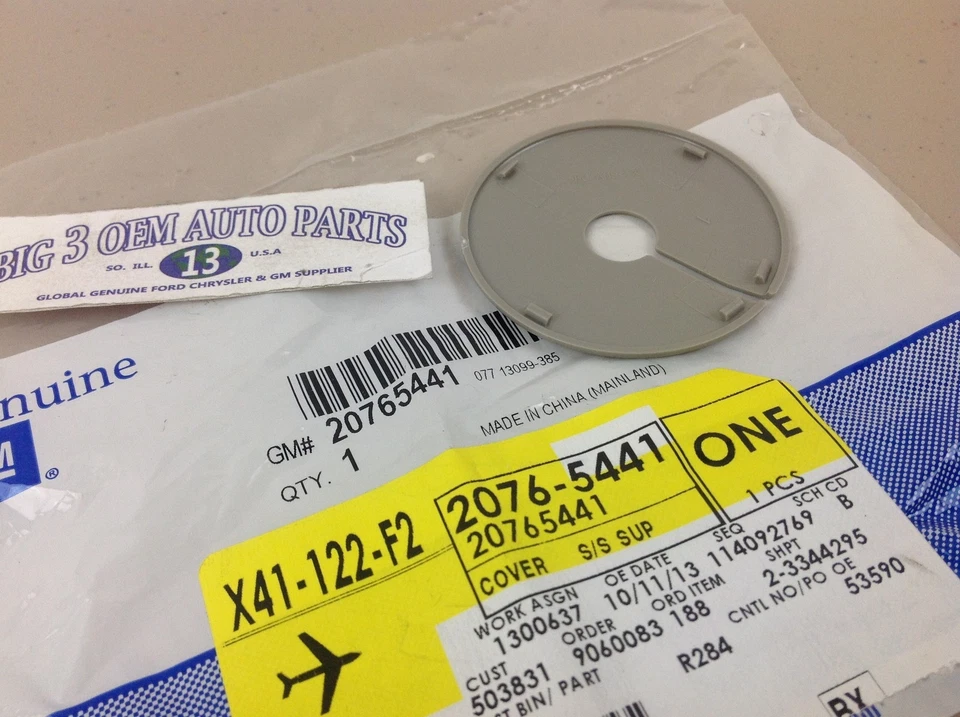 BIG 3 OEM AUTO PARTS
SO. ILL. 13 U.S.A
GLOBAL GENUINE FORD CHRYSLER & GM SUPPLIER
nuine
M ®
077 13099-385
GM# 20765441
MADE IN CHINA (MAINLAND)
QTY. 1
X41-122-F2
2076-5441
20765441
COVER S/S SUP
ONE
1 PCS
WORK ASGN OE DATE SEQ SCH CD
1300637 10/11/13 114092769 B
ORDER ORD ITEM SHPT
9060083 188 2-3344295
CUST CNTL NO/PO OE
503831 R284 53590
T BIN/ PART
BY